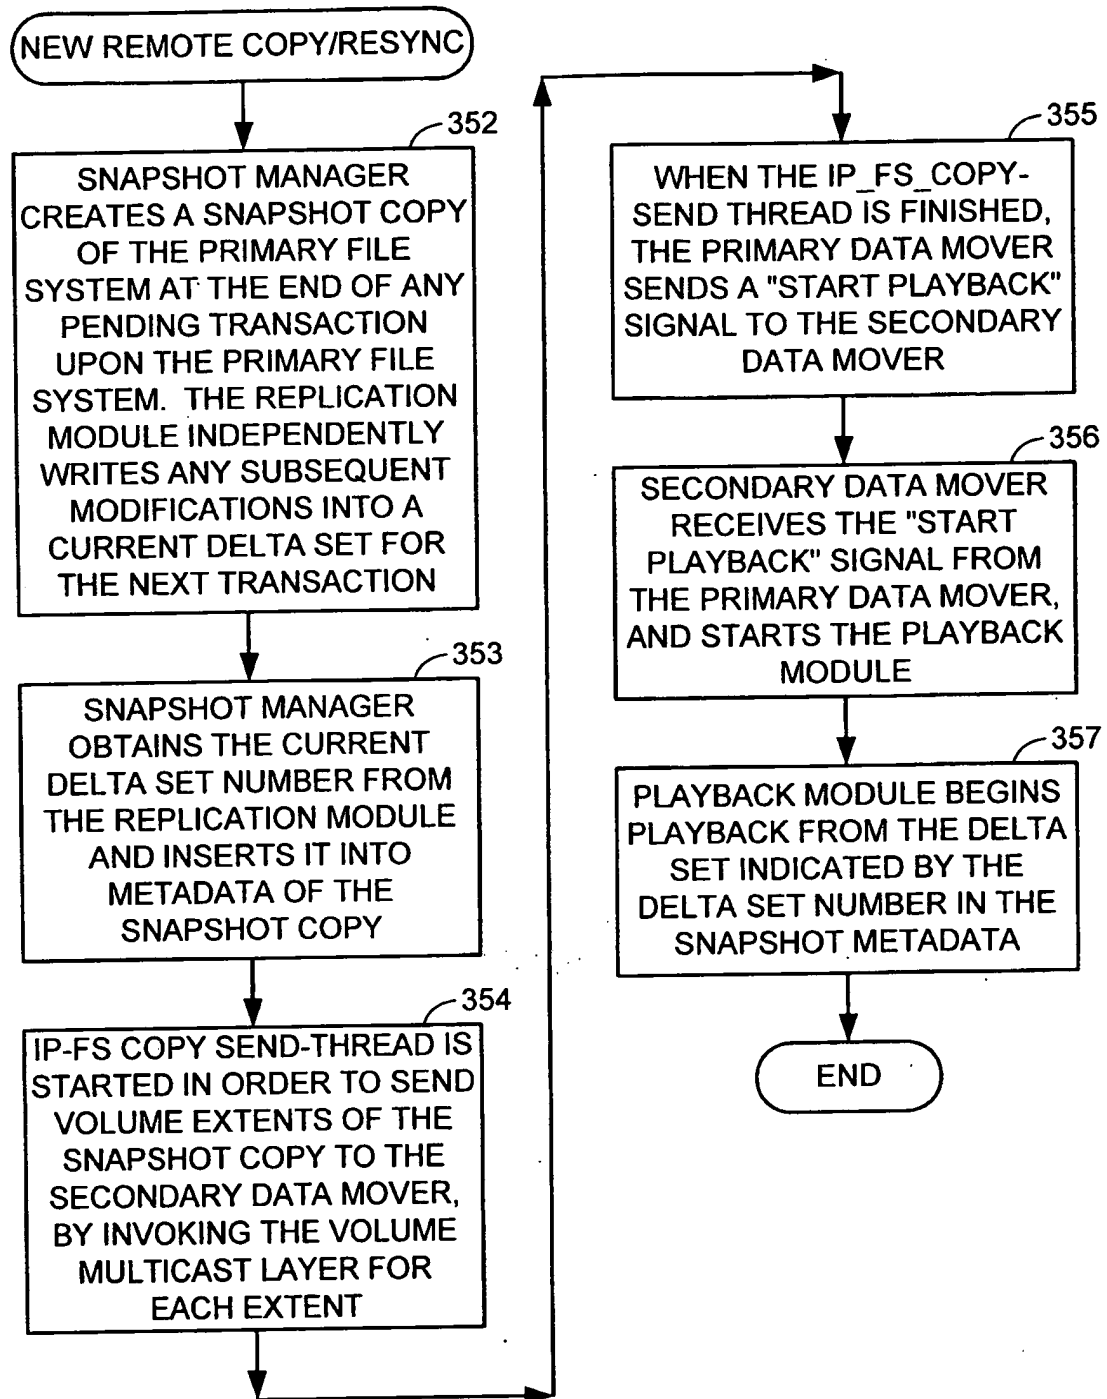 NEW REMOTE COPY/RESYNC
352
SNAPSHOT MANAGER
CREATES A SNAPSHOT COPY
OF THE PRIMARY FILE
SYSTEM AT THE END OF ANY
PENDING TRANSACTION
UPON THE PRIMARY FILE
SYSTEM. THE REPLICATION
MODULE INDEPENDENTLY
WRITES ANY SUBSEQUENT
MODIFICATIONS INTO A
CURRENT DELTA SET FOR
THE NEXT TRANSACTION
353
SNAPSHOT MANAGER
OBTAINS THE CURRENT
DELTA SET NUMBER FROM
THE REPLICATION MODULE
AND INSERTS IT INTO
METADATA OF THE
SNAPSHOT COPY
354
IP-FS COPY SEND-THREAD IS
STARTED IN ORDER TO SEND
VOLUME EXTENTS OF THE
SNAPSHOT COPY TO THE
SECONDARY DATA MOVER,
BY INVOKING THE VOLUME
MULTICAST LAYER FOR
EACH EXTENT
355
WHEN THE IP_FS_COPY-
SEND THREAD IS FINISHED,
THE PRIMARY DATA MOVER
SENDS A "START PLAYBACK"
SIGNAL TO THE SECONDARY
DATA MOVER
356
SECONDARY DATA MOVER
RECEIVES THE "START
PLAYBACK" SIGNAL FROM
THE PRIMARY DATA MOVER,
AND STARTS THE PLAYBACK
MODULE
357
PLAYBACK MODULE BEGINS
PLAYBACK FROM THE DELTA
SET INDICATED BY THE
DELTA SET NUMBER IN THE
SNAPSHOT METADATA
END